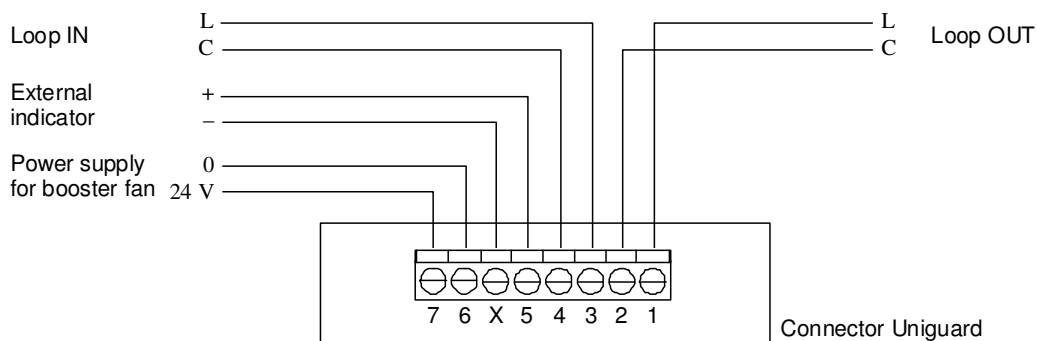 Loop IN
L
C
External
indicator
+
–
Power supply
for booster fan
0
24 V
L
C
Loop OUT
7 6 X 5 4 3 2 1
Connector Uniguard